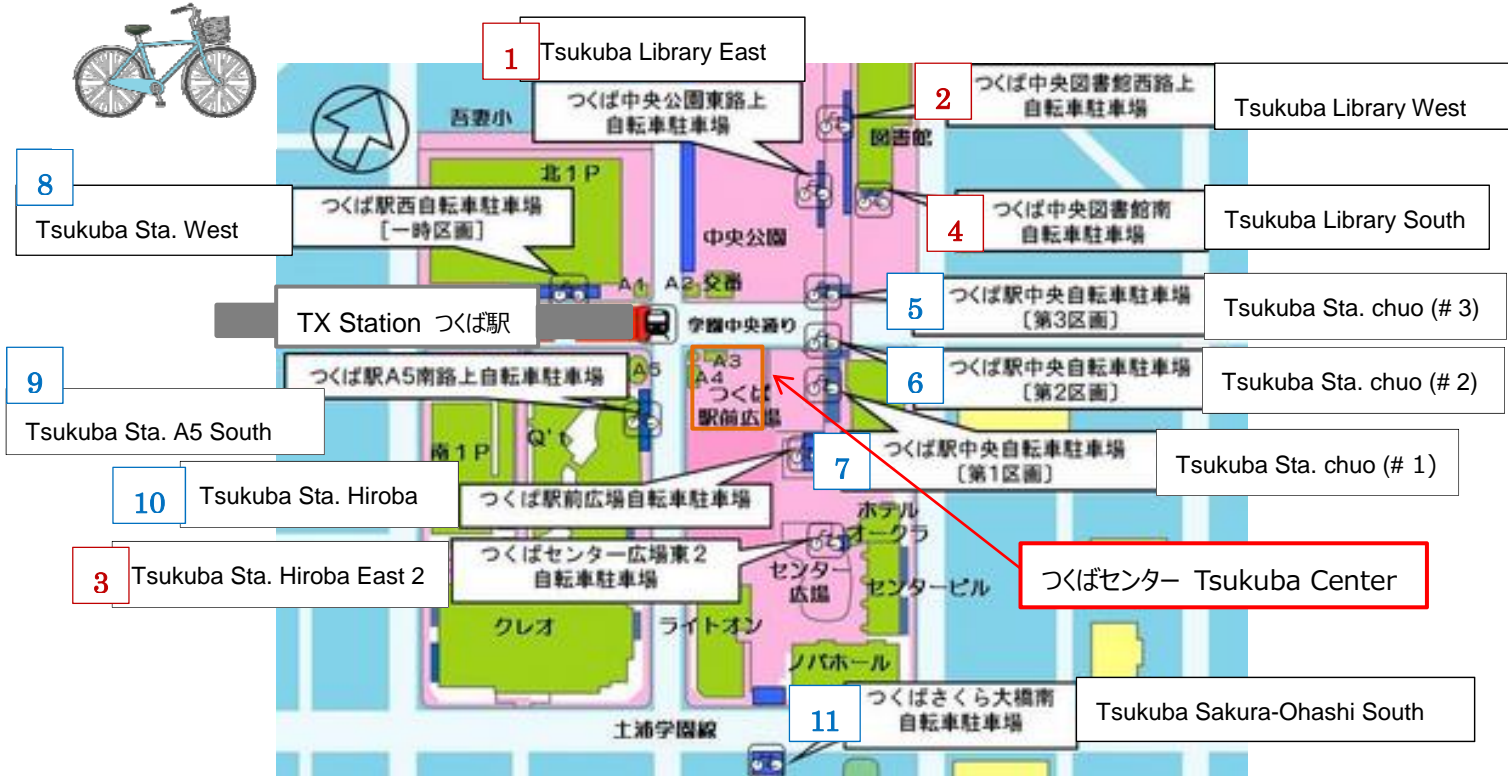 1
Tsukuba Library East
つくば中央公園東路上
自転車駐車場
2
つくば中央図書館西路上
自転車駐車場
Tsukuba Library West
吾妻小
図書館
北1P
8
Tsukuba Sta. West
つくば駅西自転車駐車場
[一時区画]
4
つくば中央図書館南
自転車駐車場
Tsukuba Library South
中央公園
A1
A2
交番
5
つくば駅中央自転車駐車場
[第3区画]
Tsukuba Sta. chuo (# 3)
TX Station つくば駅
学園中央通り
9
Tsukuba Sta. A5 South
つくば駅A5南路上自転車駐車場
A5
A3
A4
つくば
駅前広場
6
つくば駅中央自転車駐車場
[第2区画]
Tsukuba Sta. chuo (# 2)
南1P
Q't
7
つくば駅中央自転車駐車場
[第1区画]
Tsukuba Sta. chuo (# 1)
10
Tsukuba Sta. Hiroba
つくば駅前広場自転車駐車場
ホテル
オークラ
3
Tsukuba Sta. Hiroba East 2
つくばセンター広場東2
自転車駐車場
センター
広場
センタービル
つくばセンター Tsukuba Center
クレオ
ライトオン
ノバホール
11
つくばさくら大橋南
自転車駐車場
Tsukuba Sakura-Ohashi South
土浦学園線